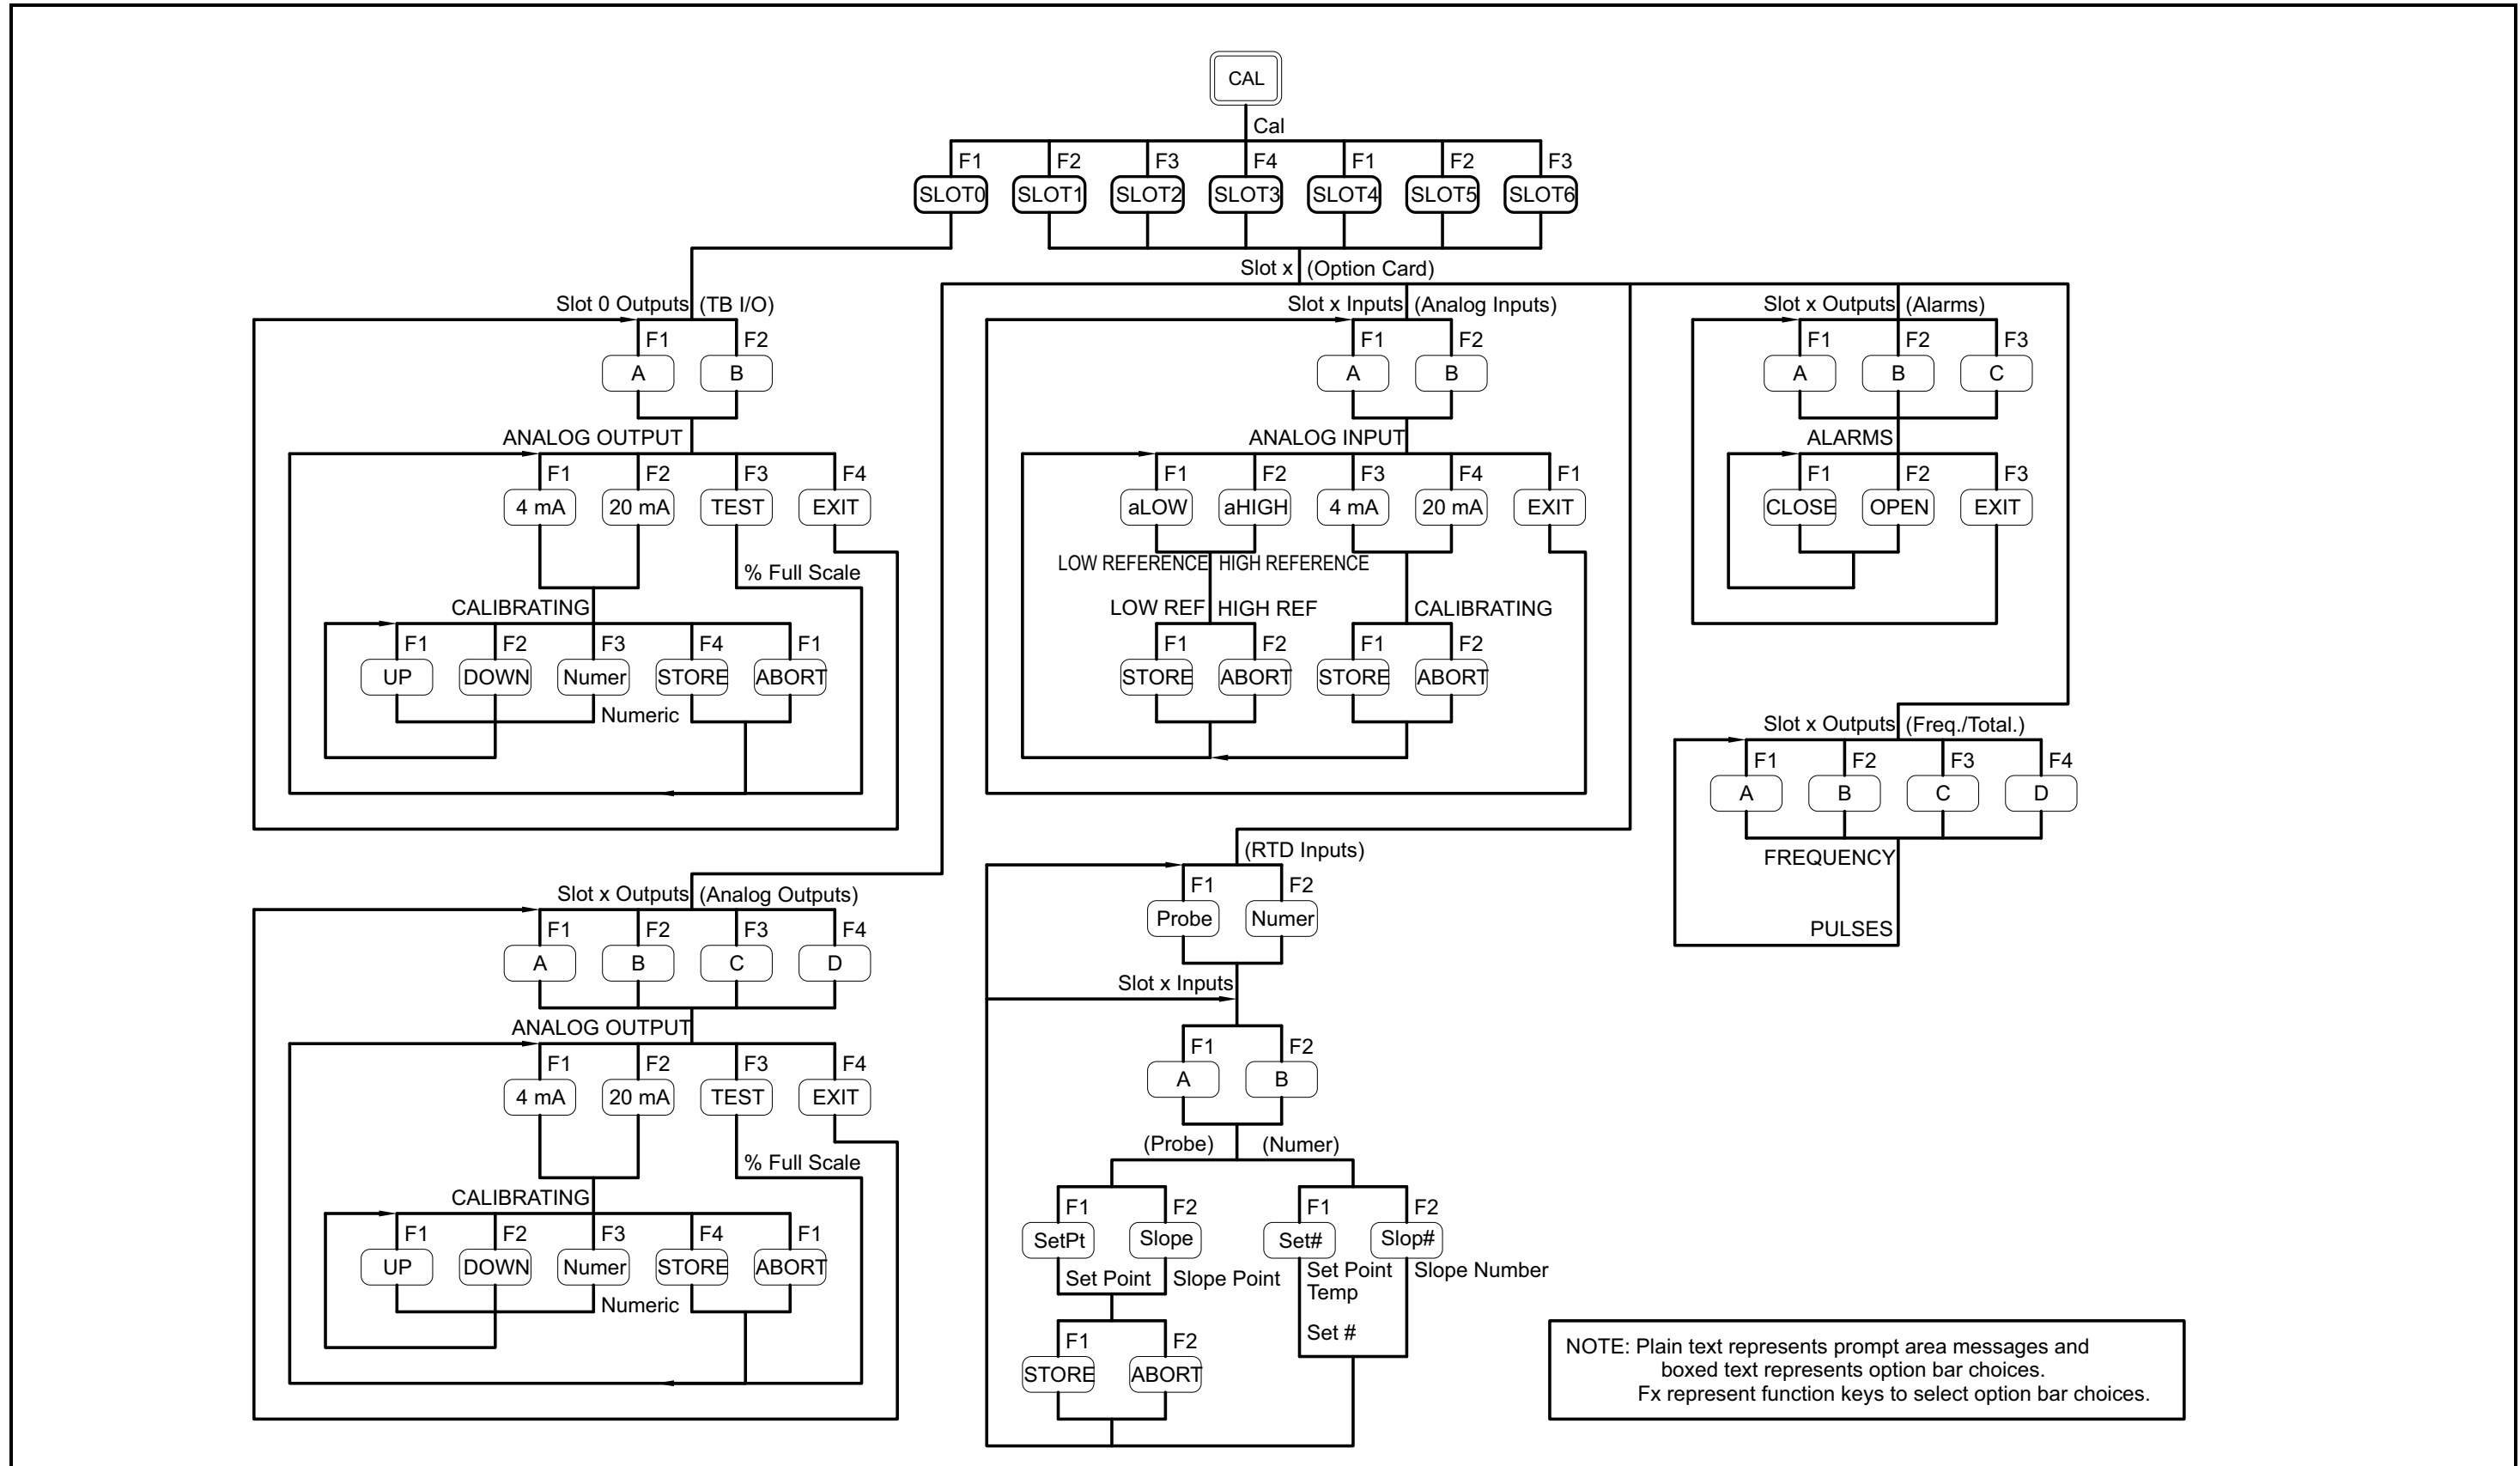 CAL
Cal
F1 F2 F3 F4 F1 F2 F3
SLOT0 SLOT1 SLOT2 SLOT3 SLOT4 SLOT5 SLOT6
Slot x (Option Card)
Slot 0 Outputs (TB I/O)
F1 F2
A B
ANALOG OUTPUT
F1 F2 F3 F4
4 mA 20 mA TEST EXIT
% Full Scale
CALIBRATING
F1 F2 F3 F4 F1
UP DOWN Numer STORE ABORT
Numeric
Slot x Outputs (Analog Outputs)
F1 F2 F3 F4
A B C D
ANALOG OUTPUT
F1 F2 F3 F4
4 mA 20 mA TEST EXIT
% Full Scale
CALIBRATING
F1 F2 F3 F4 F1
UP DOWN Numer STORE ABORT
Numeric
Slot x Inputs (Analog Inputs)
F1 F2
A B
ANALOG INPUT
F1 F2 F3 F4 F1
aLOW aHIGH 4 mA 20 mA EXIT
LOW REFERENCE HIGH REFERENCE
LOW REF HIGH REF CALIBRATING
F1 F2 F1 F2
STORE ABORT STORE ABORT
(RTD Inputs)
F1 F2
Probe Numer
Slot x Inputs
F1 F2
A B
(Probe) (Numer)
F1 F2 F1 F2
SetPt Slope Set# Slop#
Set Point Slope Point Set Point Slope Number
Temp
Set #
F1 F2
STORE ABORT
Slot x Outputs (Alarms)
F1 F2 F3
A B C
ALARMS
F1 F2 F3
CLOSE OPEN EXIT
Slot x Outputs (Freq./Total.)
F1 F2 F3 F4
A B C D
FREQUENCY
PULSES
NOTE: Plain text represents prompt area messages and
boxed text represents option bar choices.
Fx represent function keys to select option bar choices.